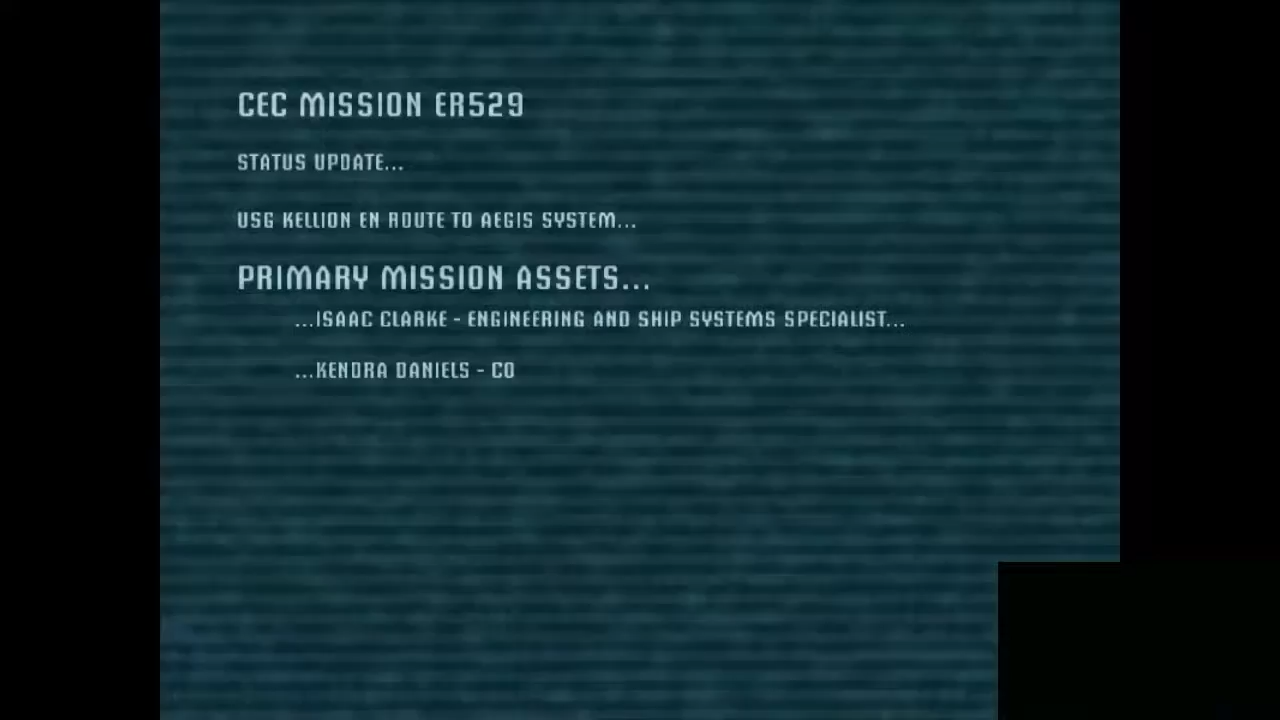 CEC MISSION ER529
STATUS UPDATE...
USG KELLION EN ROUTE TO AEGIS SYSTEM...
PRIMARY MISSION ASSETS...
...ISAAC CLARKE - ENGINEERING AND SHIP SYSTEMS SPECIALIST...
...KENDRA DANIELS - CO